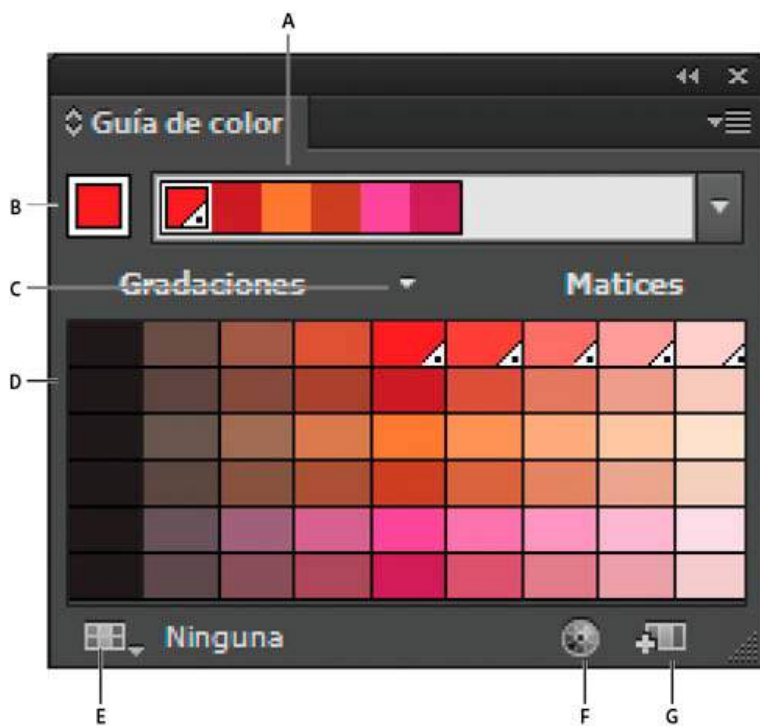 A
Guía de color
B
C
Gradaciones Matices
D
Ninguna
E F G